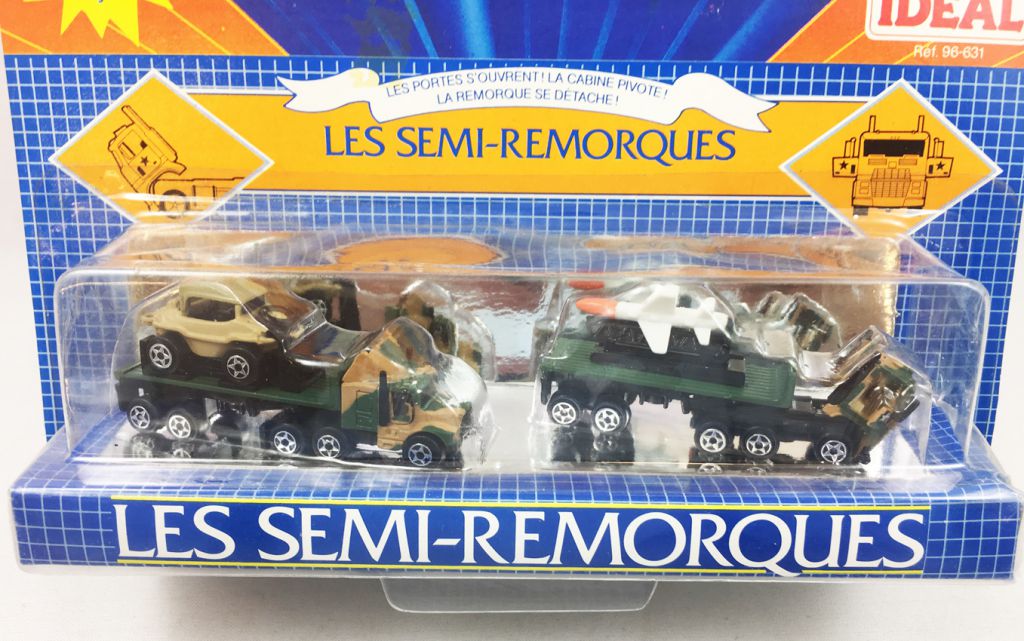 IDEAL
Réf. 96-631
LES PORTES S'OUVRENT! LA CABINE PIVOTE!
LA REMORQUE SE DÉTACHE!
LES SEMI-REMORQUES
LES SEMI-REMORQUES